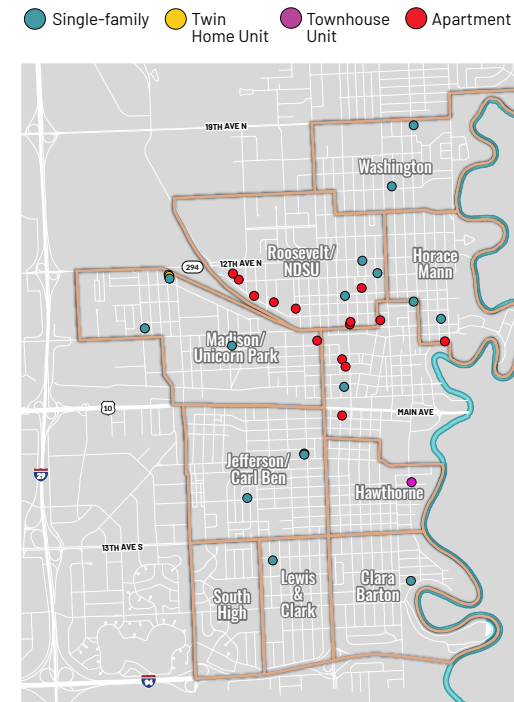 Single-family
Twin
Home Unit
Townhouse
Unit
Apartment
19TH AVE N
Washington
294
12TH AVE N
Roosevelt/
NDSU
Horace
Mann
Madison/
Unicorn Park
10
MAIN AVE
Jefferson/
Carl Ben
29
Hawthorne
13TH AVE S
South
High
Lewis
&
Clark
Clara
Barton
94